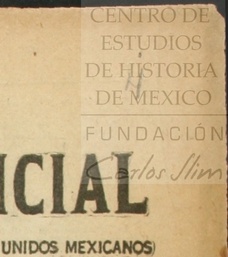 CENTRO DE
ESTUDIOS
DE HISTORIA
DE MEXICO
FUNDACIÓN
Carlos Slim
ICIAL
UNIDOS MEXICANOS)